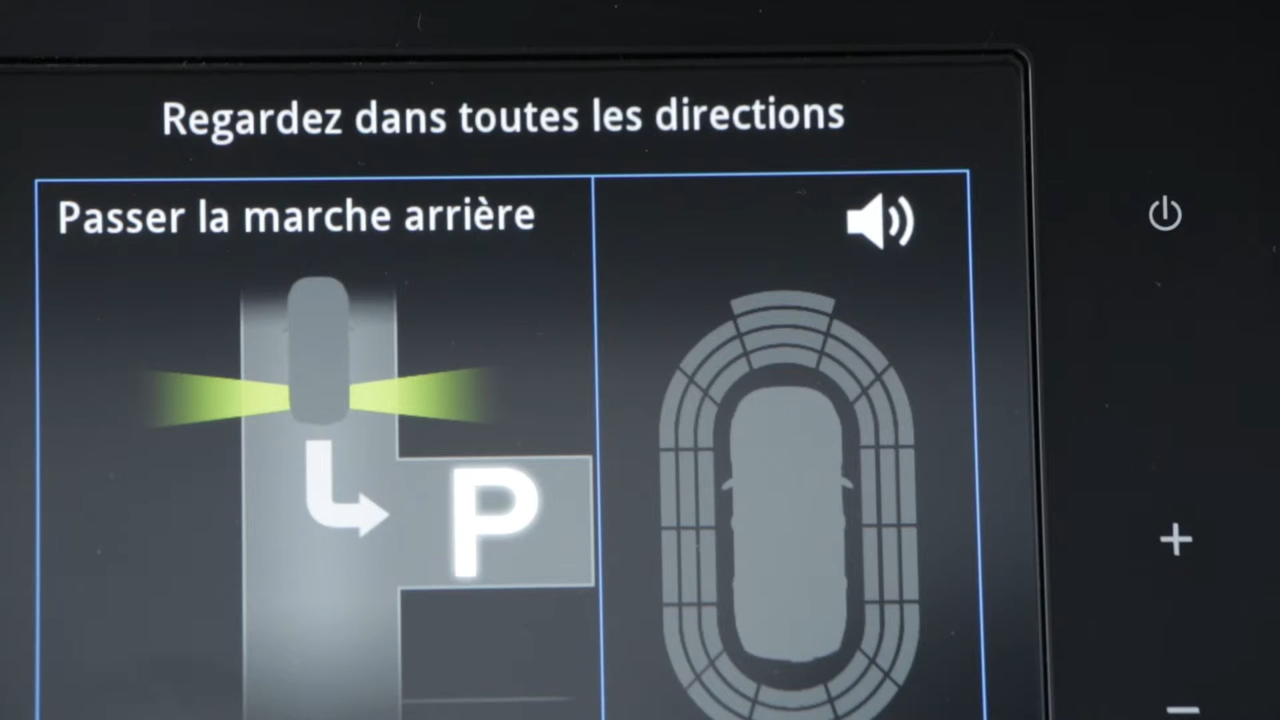 Regardez dans toutes les directions
Passer la marche arrière
P